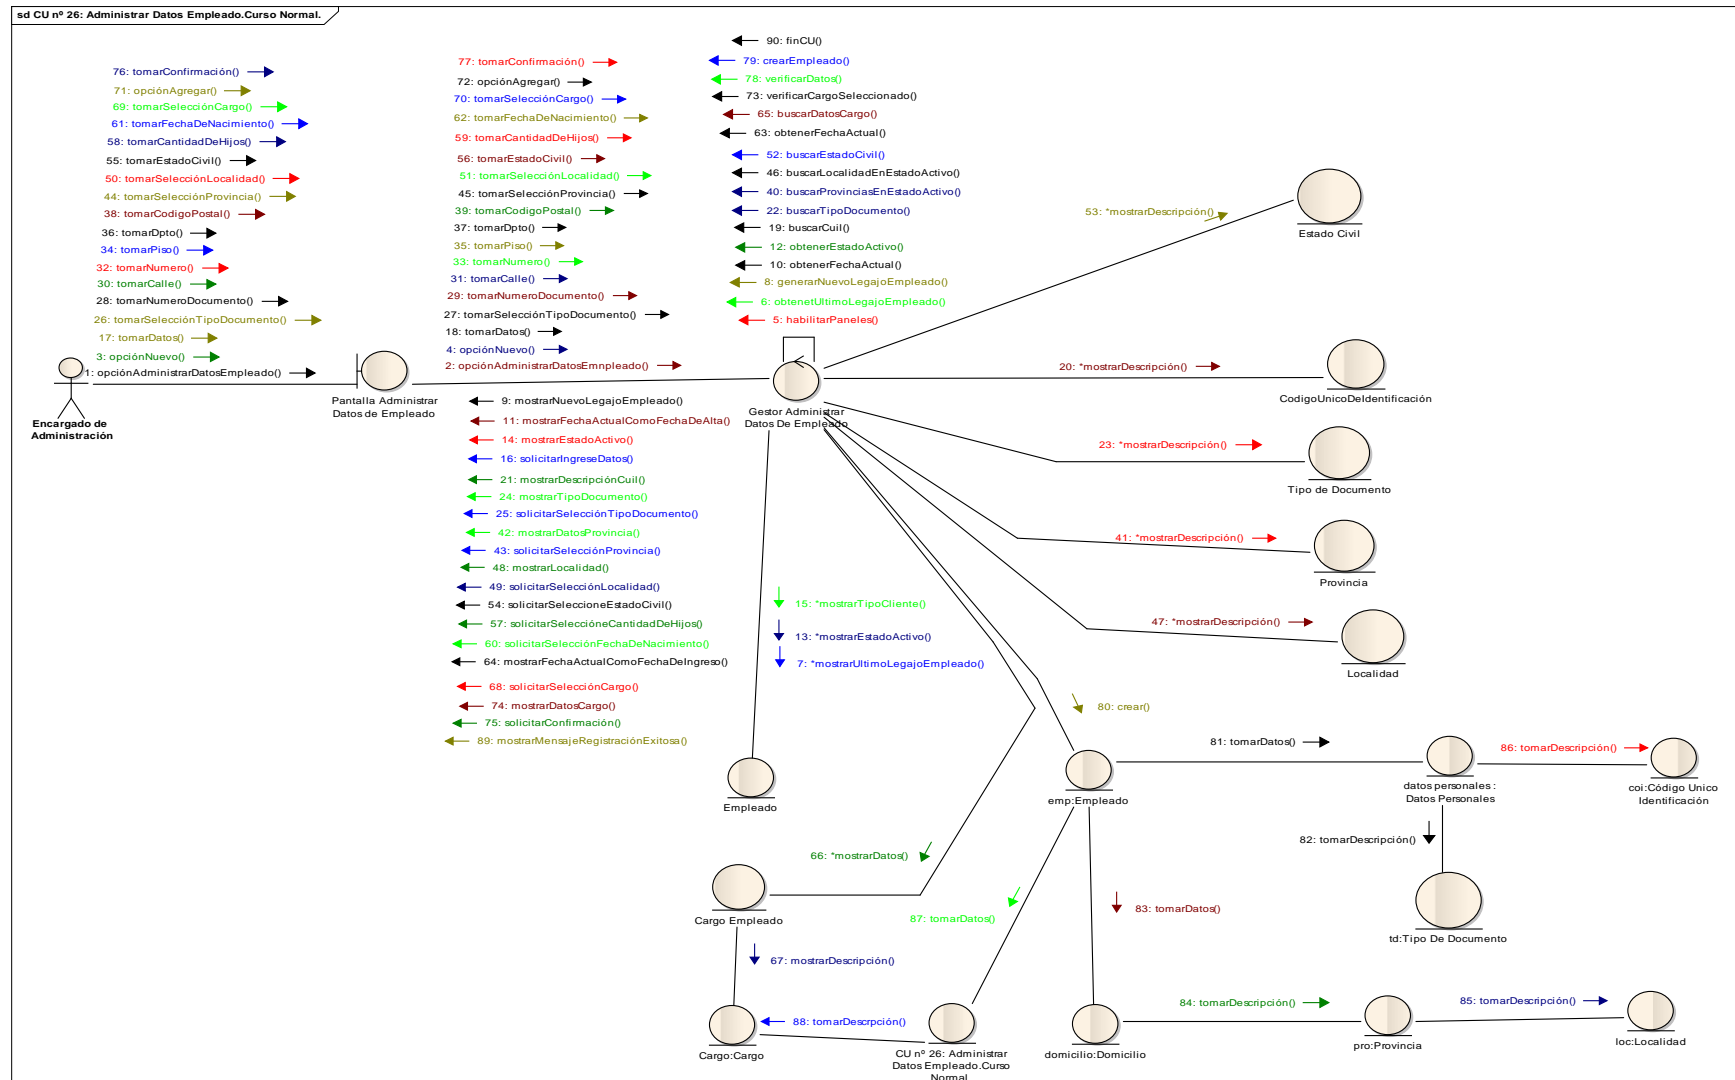 sd CU nº 26: Administrar Datos Empleado.Curso Normal.
76: tomarConfirmación()
71: opciónAgregar()
69: tomarSelecciónCargo()
61: tomarFechaDeNacimiento()
58: tomarCantidadDeHijos()
55: tomarEstadoCivil()
50: tomarSelecciónLocalidad()
44: tomarSelecciónProvincia()
38: tomarCodigoPostal()
36: tomarDpto()
34: tomarPiso()
32: tomarNumero()
30: tomarCalle()
28: tomarNumeroDocumento()
26: tomarSelecciónTipoDocumento()
17: tomarDatos()
3: opciónNuevo()
1: opciónAdministrarDatosEmpleado()
77: tomarConfirmación()
72: opciónAgregar()
70: tomarSelecciónCargo()
62: tomarFechaDeNacimiento()
59: tomarCantidadDeHijos()
56: tomarEstadoCivil()
51: tomarSelecciónLocalidad()
45: tomarSelecciónProvincia()
39: tomarCodigoPostal()
37: tomarDpto()
35: tomarPiso()
33: tomarNumero()
31: tomarCalle()
29: tomarNumeroDocumento()
27: tomarSelecciónTipoDocumento()
18: tomarDatos()
4: opciónNuevo()
2: opciónAdministrarDatosEmnpleado()
90: finCU()
79: crearEmpleado()
78: verificarDatos()
73: verificarCargoSeleccionado()
65: buscarDatosCargo()
63: obtenerFechaActual()
52: buscarEstadoCivil()
46: buscarLocalidadEnEstadoActivo()
40: buscarProvinciasEnEstadoActivo()
22: buscarTipoDocumento()
19: buscarCuil()
12: obtenerEstadoActivo()
10: obtenerFechaActual()
8: generarNuevoLegajoEmpleado()
6: obtenetUltimoLegajoEmpleado()
5: habilitarPaneles()
53: *mostrarDescripción()
Estado Civil
20: *mostrarDescripción()
CodigoUnicoDeIdentificación
23: *mostrarDescripción()
Tipo de Documento
41: *mostrarDescripción()
Provincia
47: *mostrarDescripción()
Localidad
Encargado de
Administración
Pantalla Administrar
Datos de Empleado
Gestor Administrar
Datos De Empleado
9: mostrarNuevoLegajoEmpleado()
11: mostrarFechaActualComoFechaDeAlta()
14: mostrarEstadoActivo()
16: solicitarIngreseDatos()
21: mostrarDescripciónCuil()
24: mostrarTipoDocumento()
25: solicitarSelecciónTipoDocumento()
42: mostrarDatosProvincia()
43: solicitarSelecciónProvincia()
48: mostrarLocalidad()
49: solicitarSelecciónLocalidad()
54: solicitarSeleccioneEstadoCivil()
57: solicitarSeleccióneCantidadDeHijos()
60: solicitarSelecciónFechaDeNacimiento()
64: mostrarFechaActualComoFechaDeIngreso()
68: solicitarSelecciónCargo()
74: mostrarDatosCargo()
75: solicitarConfirmación()
89: mostrarMensajeRegistraciónExitosa()
15: *mostrarTipoCliente()
13: *mostrarEstadoActivo()
7: *mostrarUltimoLegajoEmpleado()
Empleado
80: crear()
emp:Empleado
81: tomarDatos()
datos personales :
Datos Personales
86: tomarDescripción()
coi:Código Unico
Identificación
82: tomarDescripción()
td:Tipo De Documento
66: *mostrarDatos()
Cargo Empleado
67: mostrarDescripción()
Cargo:Cargo
87: tomarDatos()
88: tomarDescrpción()
CU nº 26: Administrar
Datos Empleado.Curso
Normal
83: tomarDatos()
domicilio:Domicilio
84: tomarDescripción()
pro:Provincia
85: tomarDescripción()
loc:Localidad